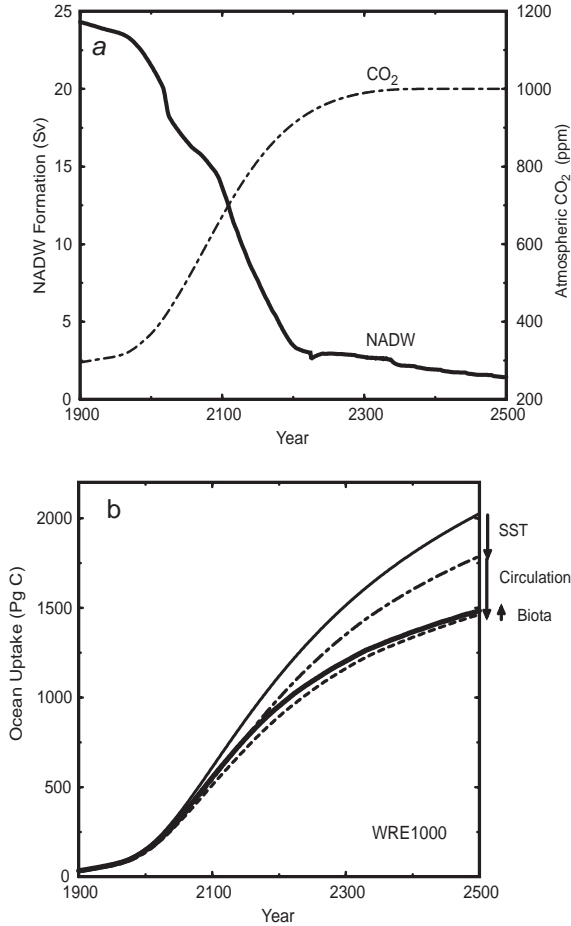 25
20
15
10
5
0
NADW Formation (Sv)
a
CO2
NADW
1200
1000
800
600
400
200
Atmospheric CO2 (ppm)
1900
2100
2300
2500
Year
b
2000
1500
1000
500
0
Ocean Uptake (Pg C)
SST
Circulation
Biota
WRE1000
1900
2100
2300
2500
Year